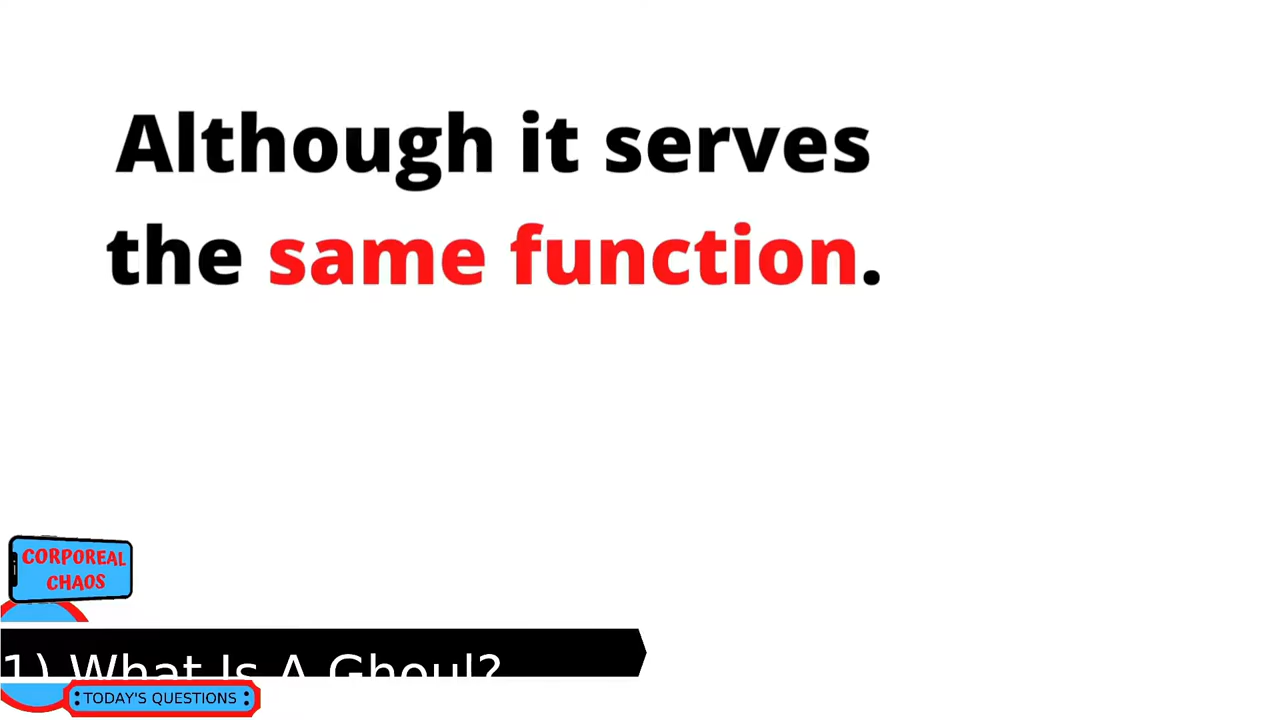 Although it serves
the same function.
CORPOREAL
CHAOS
1) What Is A Ghoul?
TODAY'S QUESTIONS